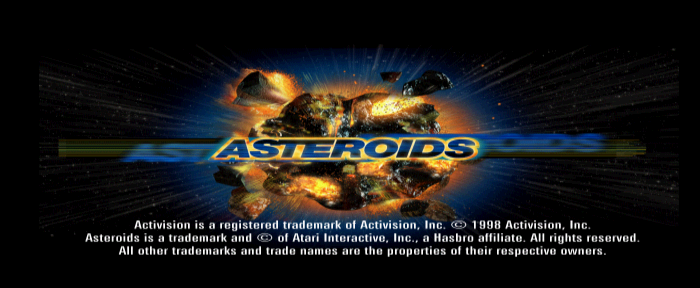 ASTEROIDS
Activision is a registered trademark of Activision, Inc. © 1998 Activision, Inc.
Asteroids is a trademark and © of Atari Interactive, Inc., a Hasbro affiliate. All rights reserved.
All other trademarks and trade names are the properties of their respective owners.